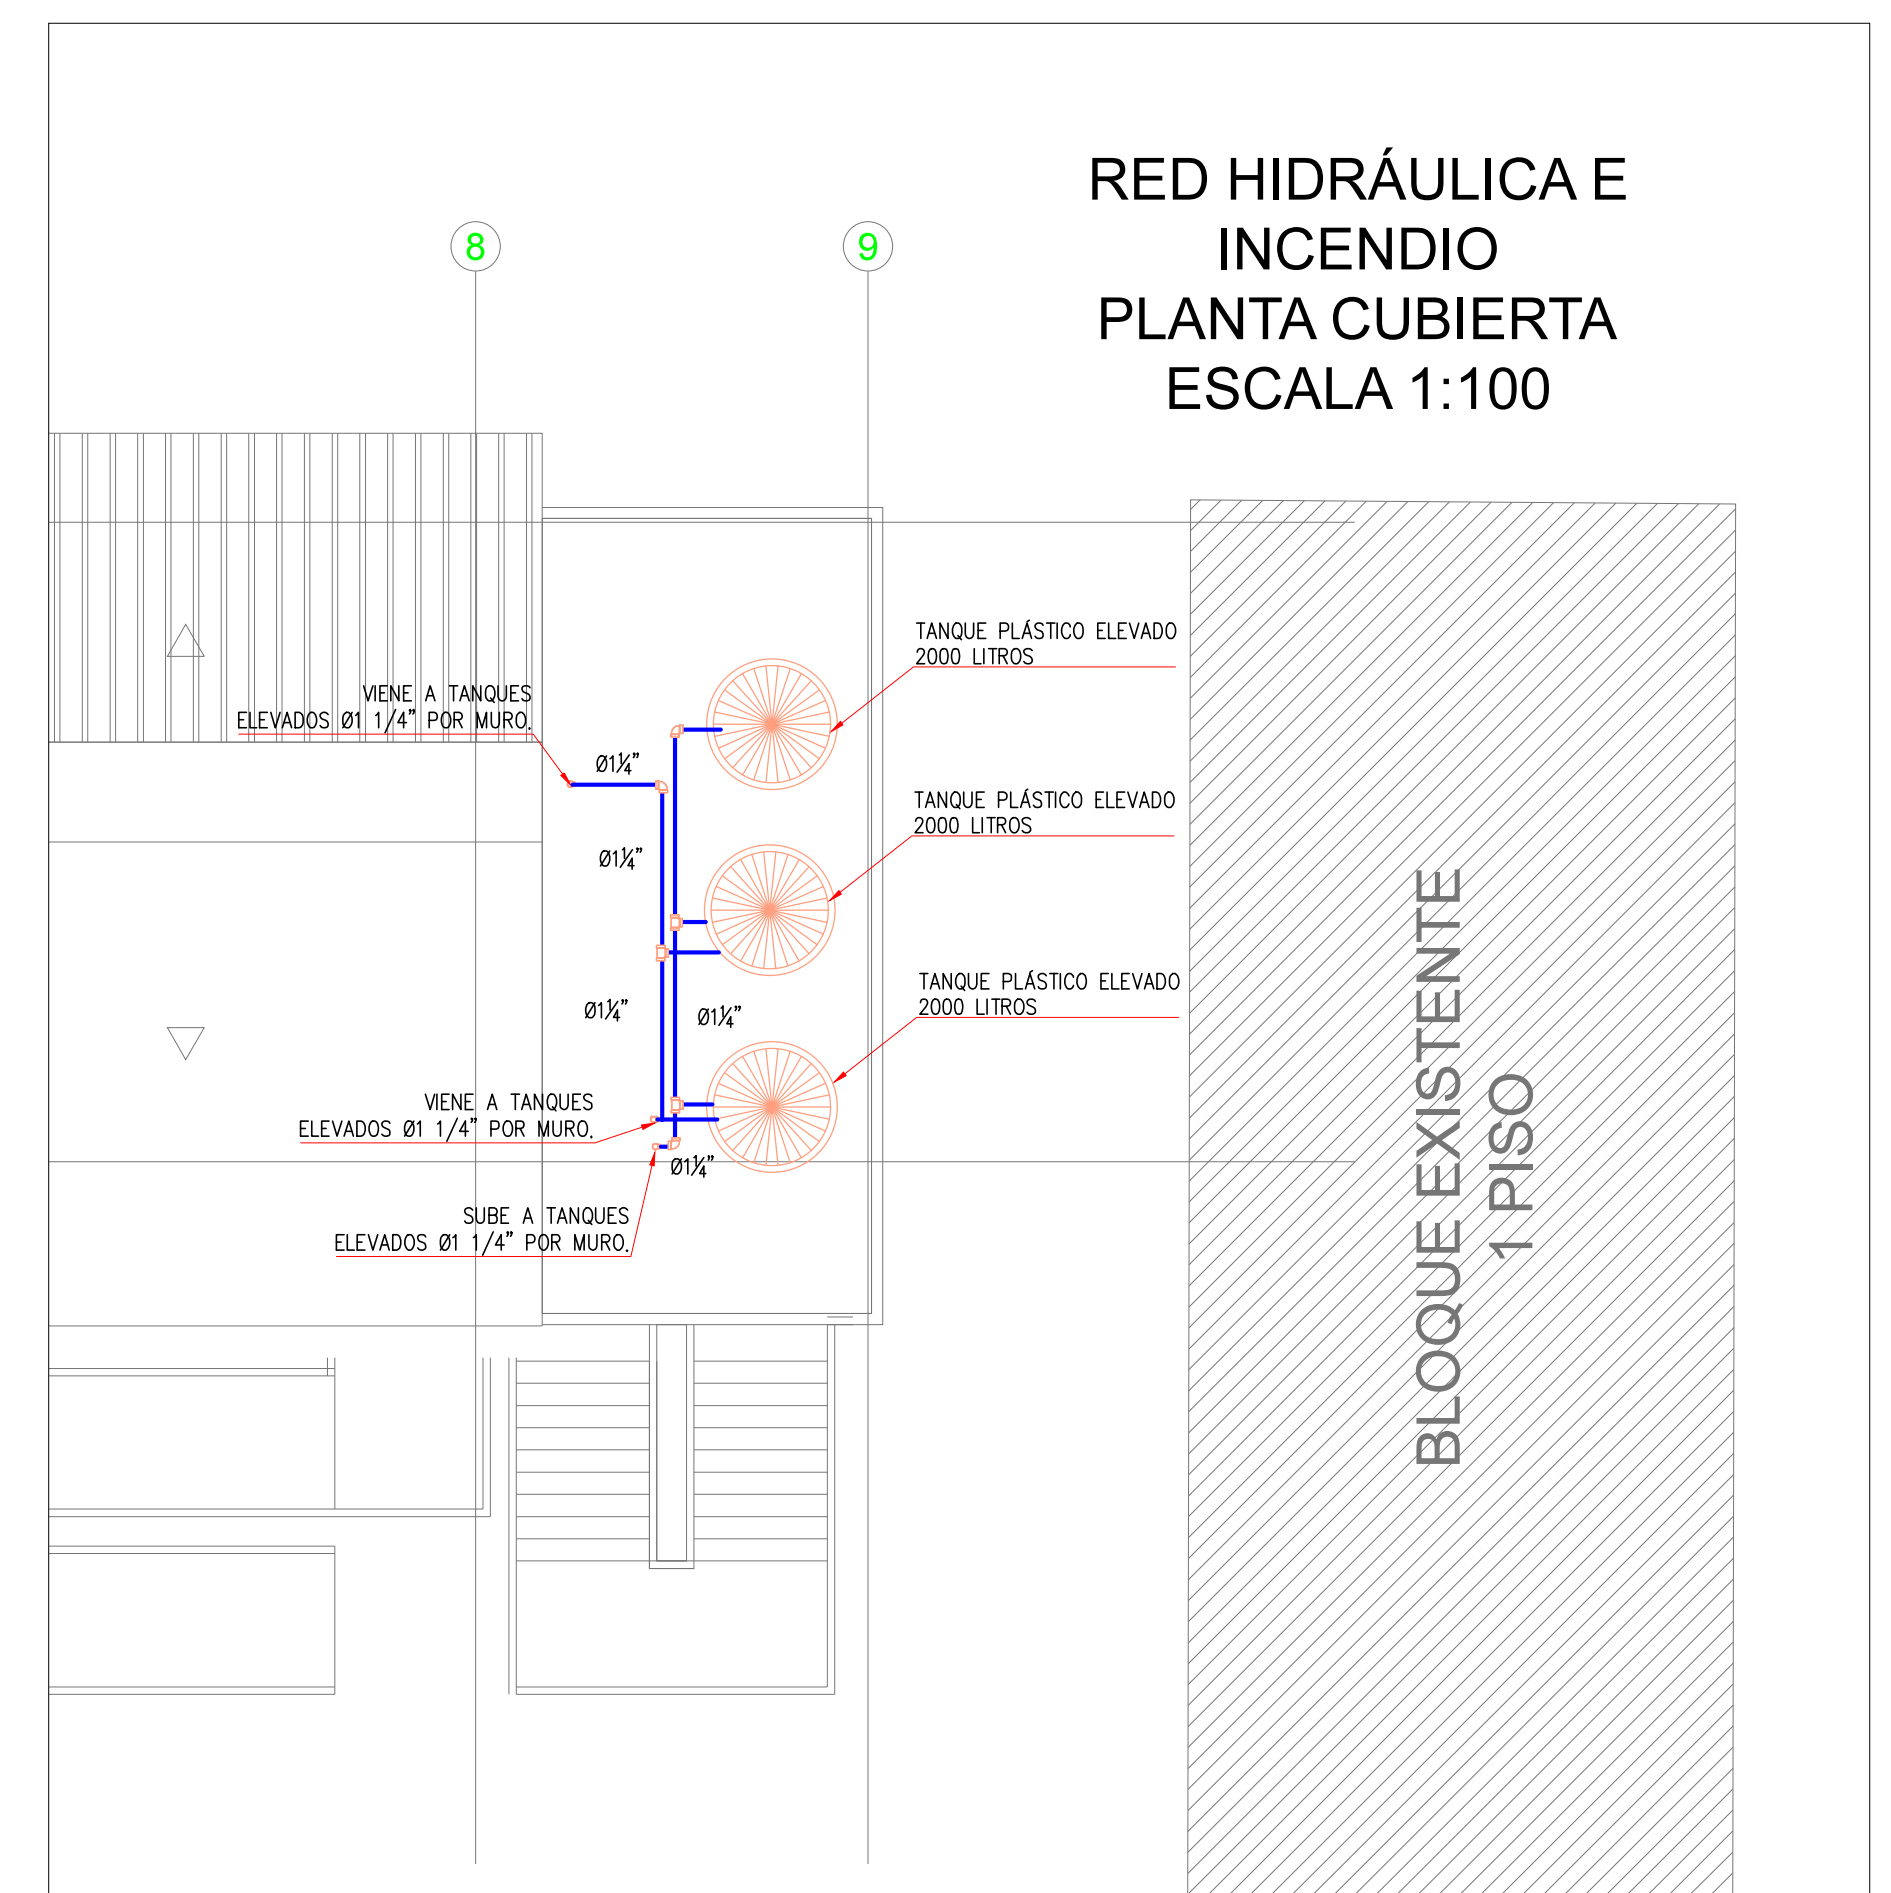 RED HIDRÁULICA E
INCENDIO
PLANTA CUBIERTA
ESCALA 1:100
8
9
TANQUE PLÁSTICO ELEVADO
2000 LITROS
VIENE A TANQUES
ELEVADOS Ø1 1/4" POR MURO.
Ø1¼"
TANQUE PLÁSTICO ELEVADO
2000 LITROS
Ø1¼"
TANQUE PLÁSTICO ELEVADO
2000 LITROS
Ø1¼"
Ø1¼"
VIENE A TANQUES
ELEVADOS Ø1 1/4" POR MURO.
Ø1¼"
SUBE A TANQUES
ELEVADOS Ø1 1/4" POR MURO.
BLOQUE EXISTENTE
1 PISO